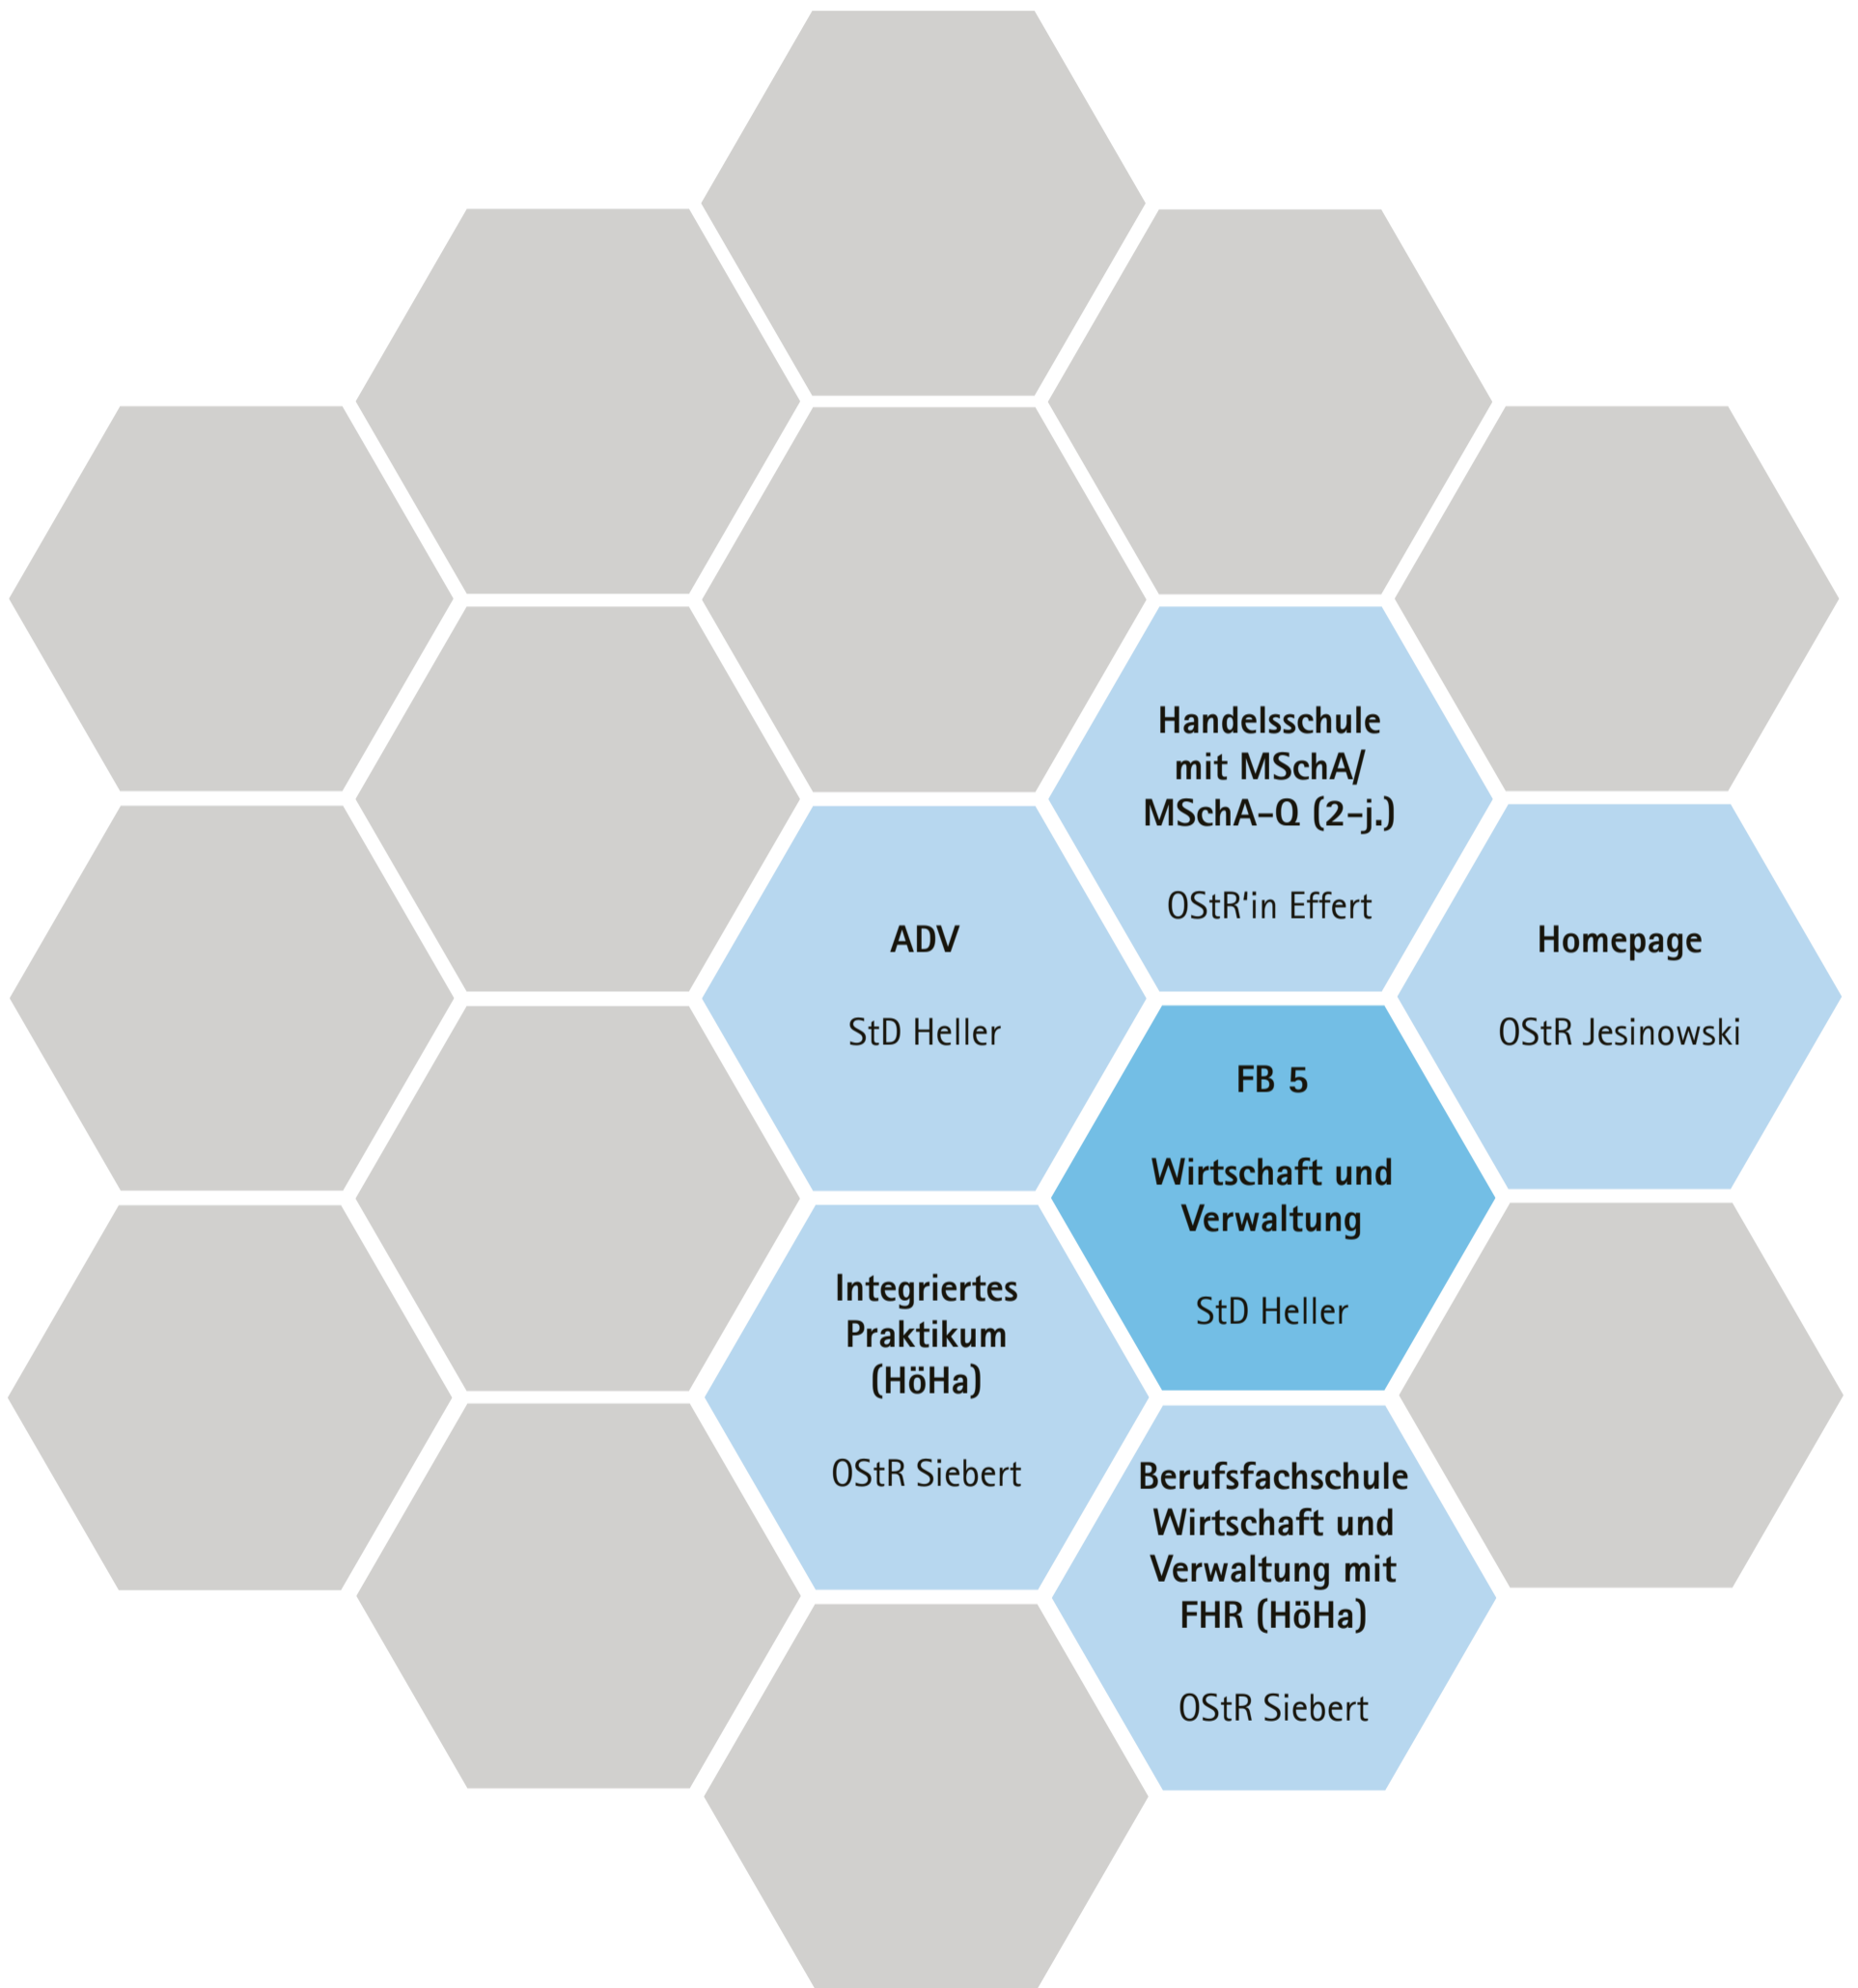 Handelsschule
mit MSchA/
MSchA–O (2–j.)
OStR'in Effert
ADV
StD Heller
Homepage
OStR Jesinowski
FB 5
Wirtschaft und
Verwaltung
StD Heller
Integriertes
Praktikum
(HöHa)
OStR Siebert
Berufsfachschule
Wirtschaft und
Verwaltung mit
FHR (HöHa)
OStR Siebert